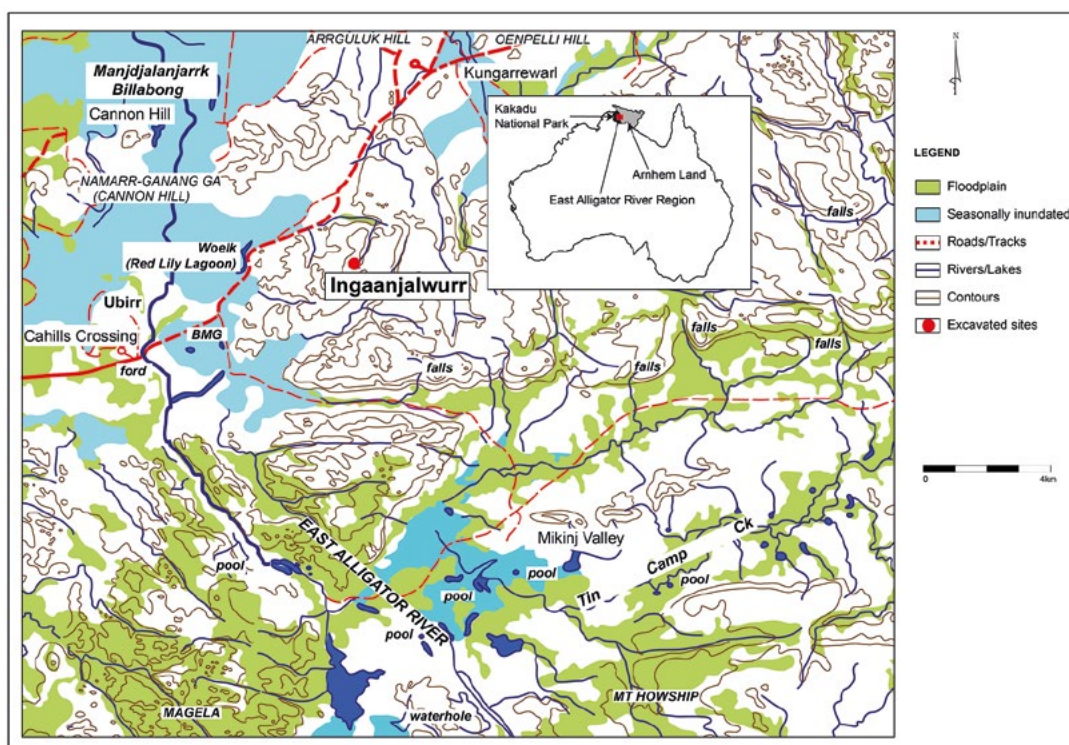 ARRGULUK HILL
OENPELLI HILL
Manjdjalanjarrk
Billabong
Kungarrewarl
Cannon Hill
NAMARR-GANANG GA
(CANNON HILL)
Kakadu
National Park
Arnhem Land
East Alligator River
Region
falls
Woelk
(Red Lily Lagoon)
Ingaanjalwurr
Ubirr
Cahills Crossing
BMG
ford
falls
falls
falls
falls
EAST ALLIGATOR RIVER
Mikinj Valley
Tin Camp Ck
pool
pool
pool
pool
pool
MAGELA
waterhole
MT HOWSHIP
N
LEGEND
Floodplain
Seasonally inundated
Roads/Tracks
Rivers/Lakes
Contours
Excavated sites
0 4km